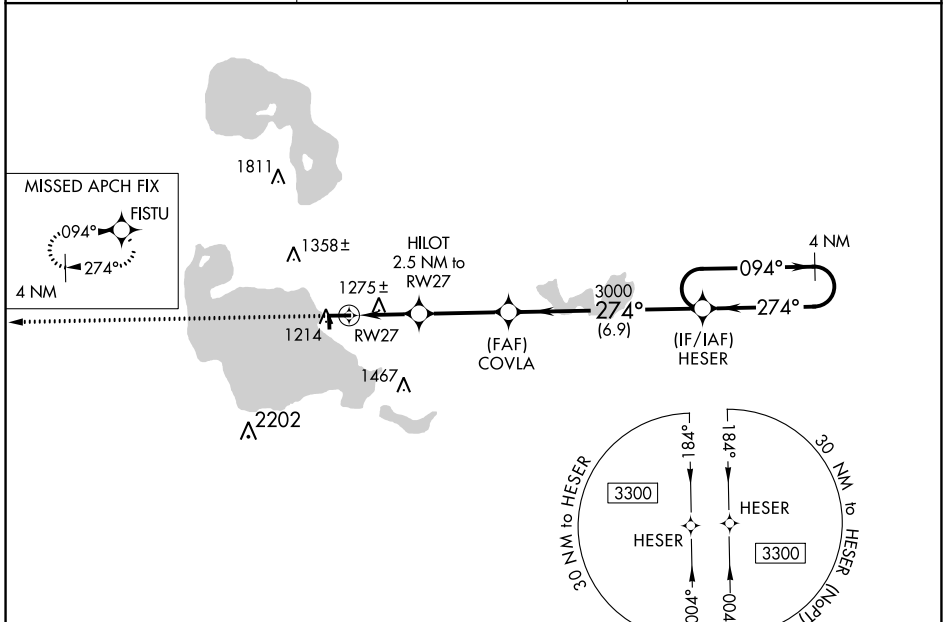 1811
MISSED APCH FIX
FISTU
094°
274°
4 NM
1358±
HILOT
2.5 NM to
RW27
4 NM
094°
1275±
3000
274°
274°
(6.9)
1214
RW27
(FAF)
COVLA
(IF/IAF)
HESER
1467
2202
30 NM to HESER
184°
184°
30 NM to HESER (NoPT)
3300
HESER
HESER
3300
004°
004